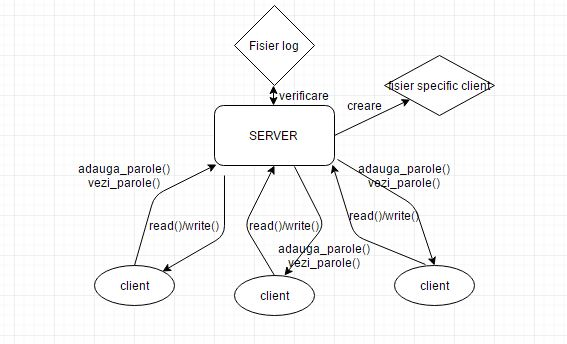 Fisier log
fisier specific client
verificare
creare
SERVER
adauga_parole()
vezi_parole()
adauga_parole()
vezi_parole()
read()/write()
read()/write()
read()/write()
adauga_parole()
vezi_parole()
client
client
client